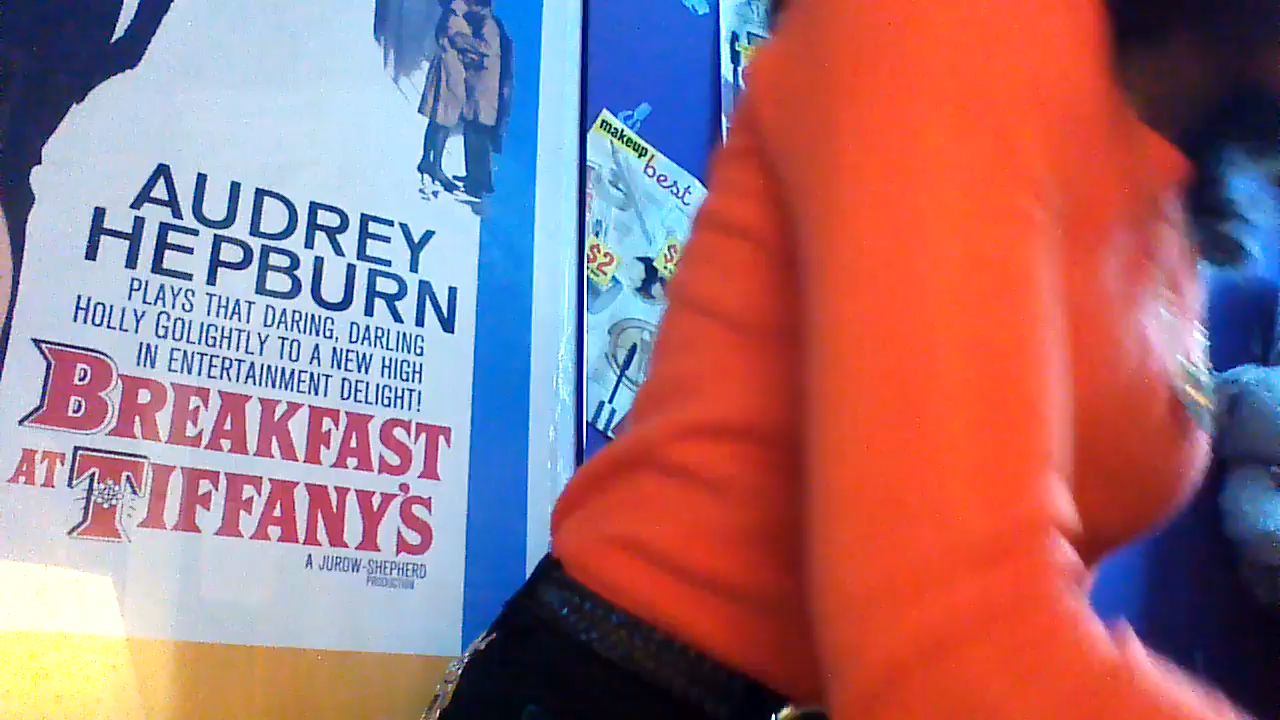 AUDREY
HEPBURN
PLAYS THAT DARING, DARLING
HOLLY GOLIGHTLY TO A NEW HIGH
IN ENTERTAINMENT DELIGHT!
BREAKFAST
AT TIFFANY'S
A JUROW-SHEPHERD
PRODUCTION
makeup
best
$2
$